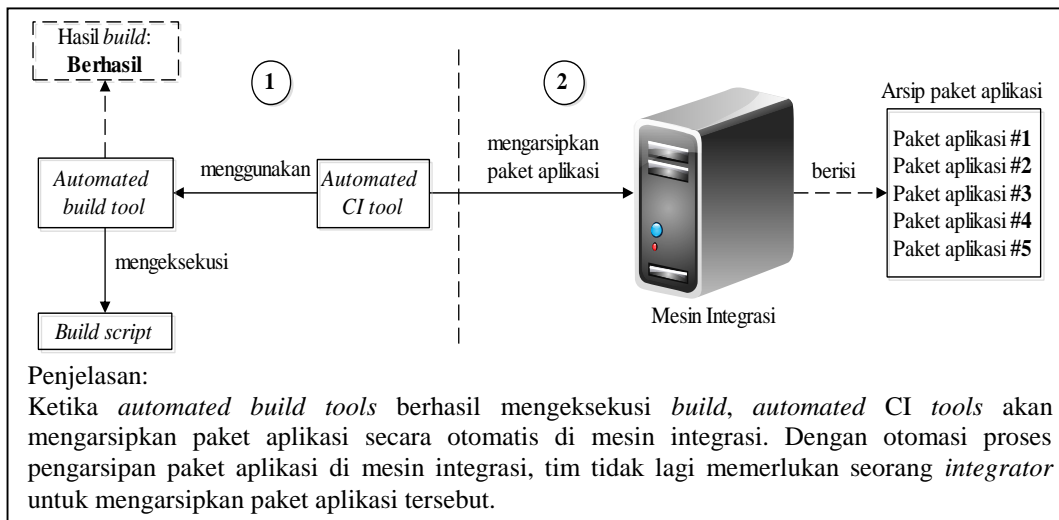 Hasil build:
Berhasil
1
2
Arsip paket aplikasi
Paket aplikasi #1
Paket aplikasi #2
Paket aplikasi #3
Paket aplikasi #4
Paket aplikasi #5
mengarsipkan
paket aplikasi
menggunakan
berisi
Automated
build tool
Automated
CI tool
mengeksekusi
Build script
Mesin Integrasi
Penjelasan:
Ketika automated build tools berhasil mengeksekusi build, automated CI tools akan
mengarsipkan paket aplikasi secara otomatis di mesin integrasi. Dengan otomasi proses
pengarsipan paket aplikasi di mesin integrasi, tim tidak lagi memerlukan seorang integrator
untuk mengarsipkan paket aplikasi tersebut.